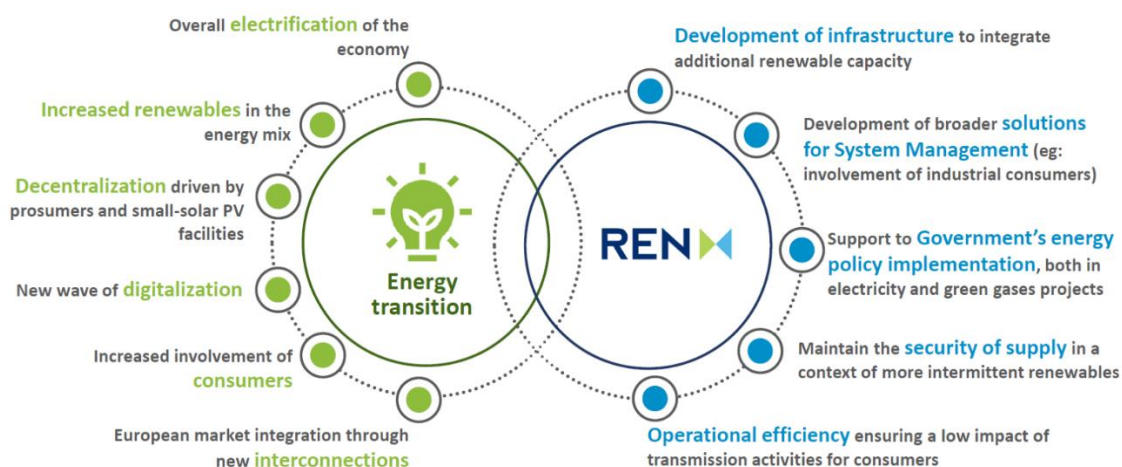 Overall electrification of the
economy
Increased renewables in the
energy mix
Decentralization driven by
prosumers and small-solar PV
facilities
New wave of digitalization
Increased involvement of
consumers
European market integration through
new interconnections
Energy
transition
REN
Development of infrastructure to integrate
additional renewable capacity
Development of broader solutions
for System Management (eg:
involvement of industrial consumers)
Support to Government's energy
policy implementation, both in
electricity and green gases projects
Maintain the security of supply in a
context of more intermittent renewables
Operational efficiency ensuring a low impact of
transmission activities for consumers